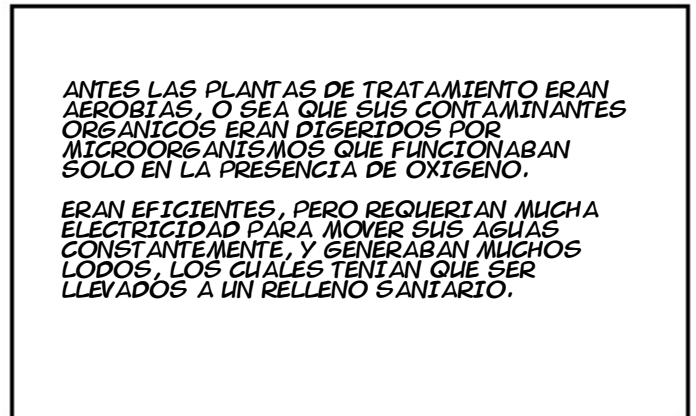 ANTES LAS PLANTAS DE TRATAMIENTO ERAN
AEROBIAS, O SEA QUE SUS CONTAMINANTES
ORGANICOS ERAN DIGERIDOS POR
MICROORGANISMOS QUE FUNCIONABAN
SOLO EN LA PRESENCIA DE OXIGENO.
ERAN EFICIENTES, PERO REQUERIAN MUCHA
ELECTRICIDAD PARA MOVER SUS AGUAS
CONSTANTEMENTE, Y GENERABAN MUCHOS
LODOS, LOS CUALES TENIAN QUE SER
LLEVADOS A UN RELLENO SANIARIO.